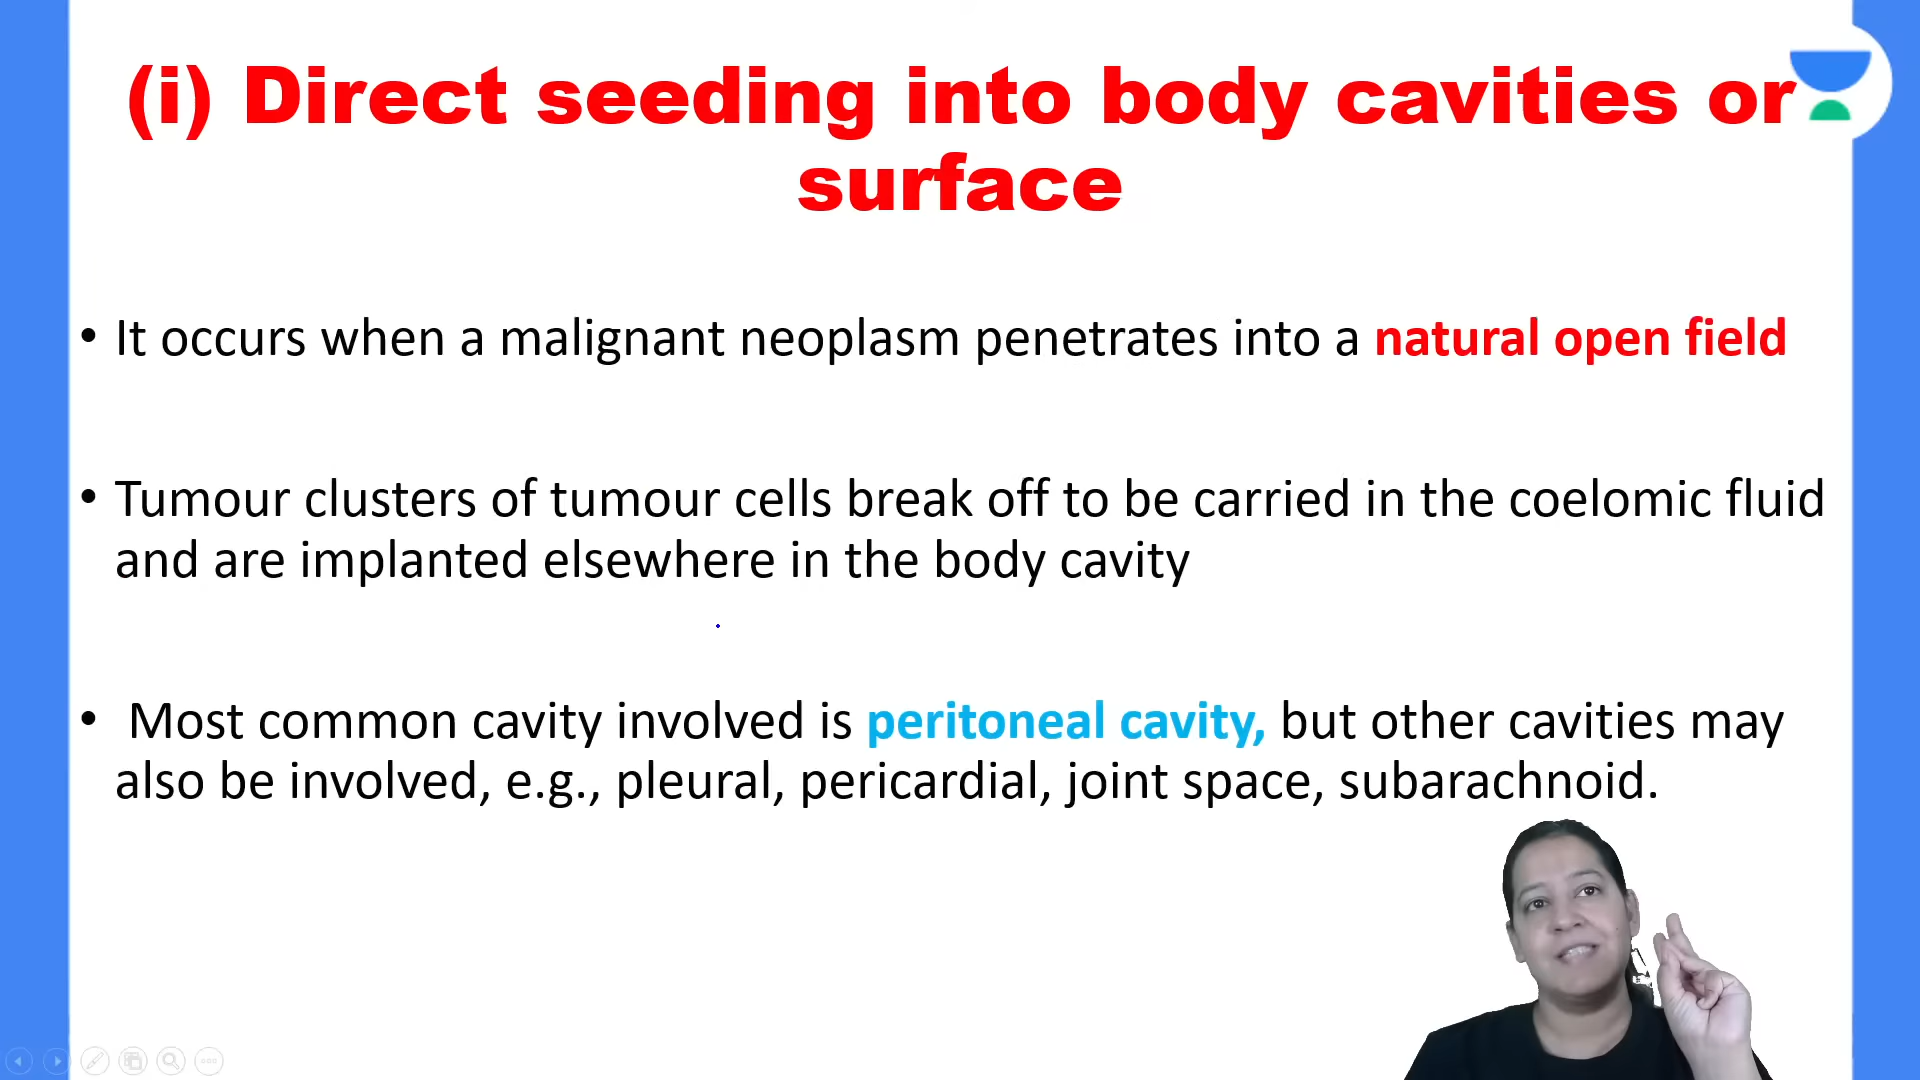 (i) Direct seeding into body cavities or
surface
• It occurs when a malignant neoplasm penetrates into a natural open field
• Tumour clusters of tumour cells break off to be carried in the coelomic fluid
and are implanted elsewhere in the body cavity
• Most common cavity involved is peritoneal cavity, but other cavities may
also be involved, e.g., pleural, pericardial, joint space, subarachnoid.